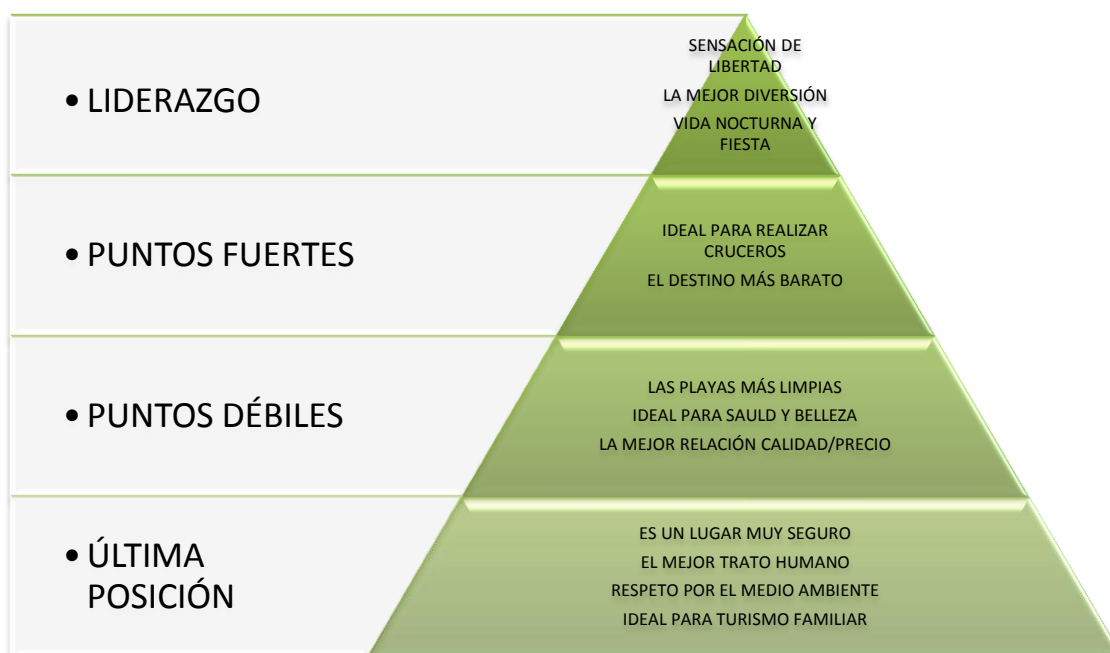 • LIDERAZGO
SENSACIÓN DE
LIBERTAD
LA MEJOR DIVERSIÓN
VIDA NOCTURNA Y
FIESTA
• PUNTOS FUERTES
IDEAL PARA REALIZAR
CRUCEROS
EL DESTINO MÁS BARATO
• PUNTOS DÉBILES
LAS PLAYAS MÁS LIMPIAS
IDEAL PARA SAULD Y BELLEZA
LA MEJOR RELACIÓN CALIDAD/PRECIO
• ÚLTIMA
POSICIÓN
ES UN LUGAR MUY SEGURO
EL MEJOR TRATO HUMANO
RESPETO POR EL MEDIO AMBIENTE
IDEAL PARA TURISMO FAMILIAR